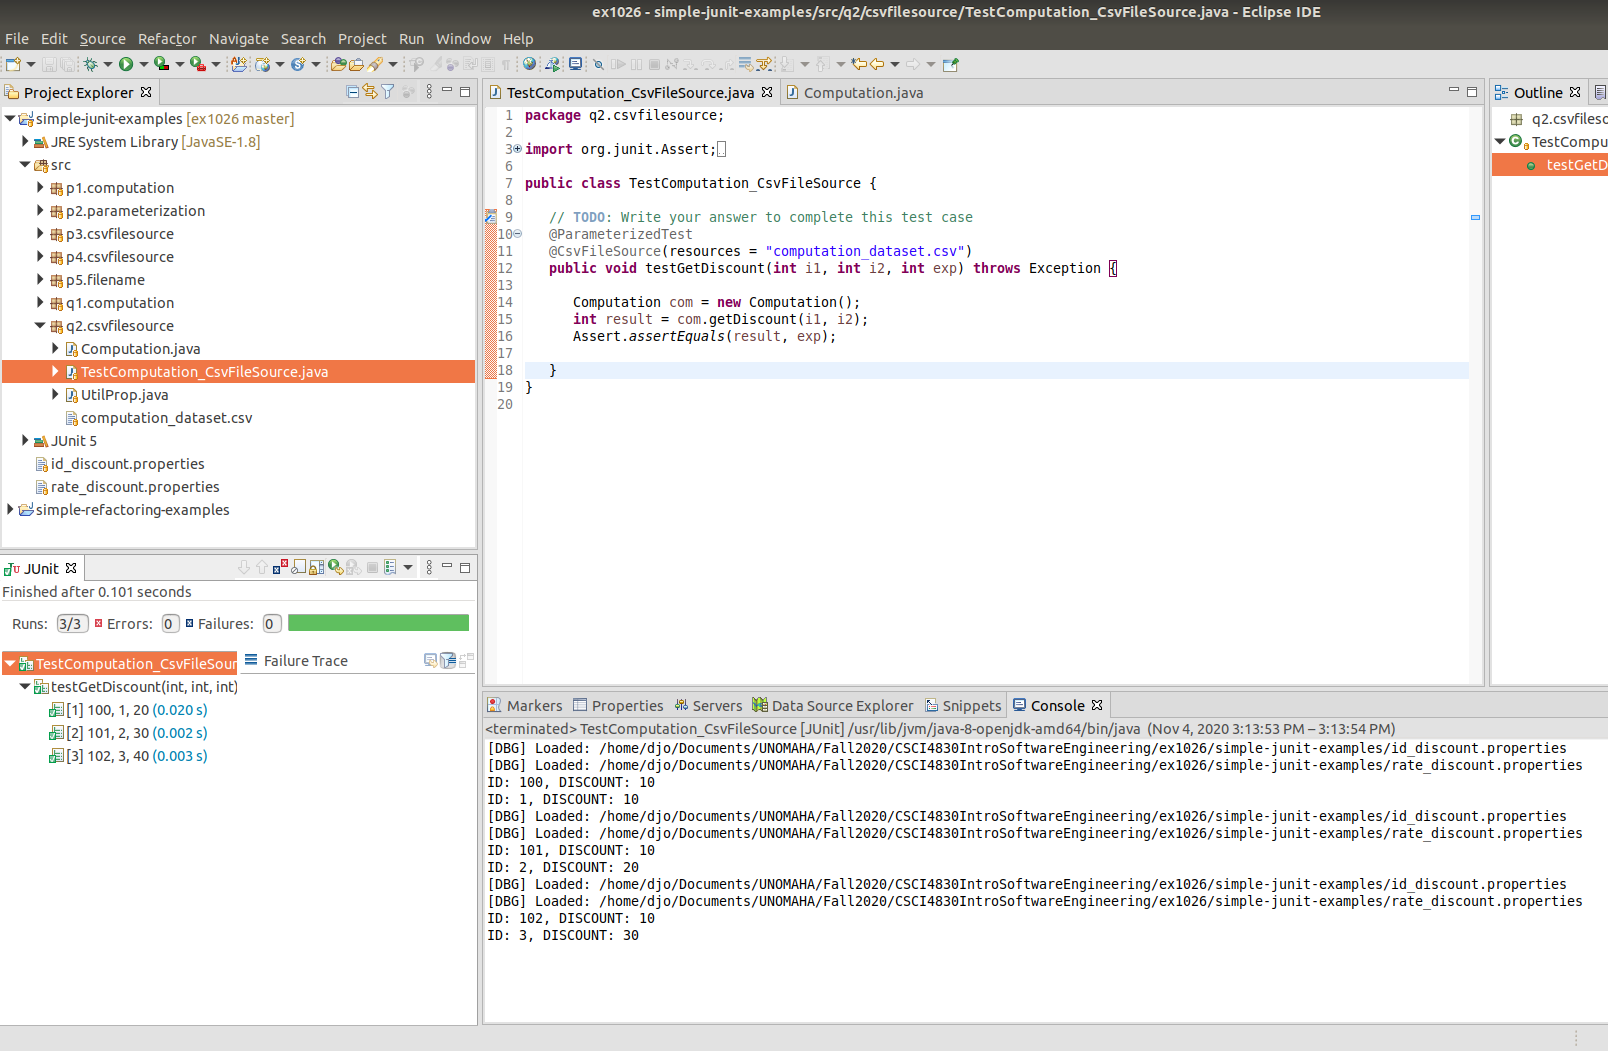 ex1026 - simple-junit-examples/src/q2/csvfilesource/TestComputation_CsvFileSource.java - Eclipse IDE
File Edit Source Refactor Navigate Search Project Run Window Help
Project Explorer
simple-junit-examples [ex1026 master]
JRE System Library [JavaSE-1.8]
src
p1.computation
p2.parameterization
p3.csvfilesource
p4.csvfilesource
p5.filename
q1.computation
q2.csvfilesource
Computation.java
TestComputation_CsvFileSource.java
UtilProp.java
computation_dataset.csv
JUnit 5
id_discount.properties
rate_discount.properties
simple-refactoring-examples
TestComputation_CsvFileSource.java
Computation.java
1 package q2.csvfilesource;
2
3 import org.junit.Assert;
6
7 public class TestComputation_CsvFileSource {
8
9 // TODO: Write your answer to complete this test case
10 @ParameterizedTest
11 @CsvFileSource(resources = "computation_dataset.csv")
12 public void testGetDiscount(int i1, int i2, int exp) throws Exception {
13
14 Computation com = new Computation();
15 int result = com.getDiscount(i1, i2);
16 Assert.assertEquals(result, exp);
17
18 }
19 }
20
Outline
q2.csvfileso
TestCompu
testGetD
JUnit
Finished after 0.101 seconds
Runs: 3/3 Errors: 0 Failures: 0
TestComputation_CsvFileSour
Failure Trace
testGetDiscount(int, int, int)
[1] 100, 1, 20 (0.020 s)
[2] 101, 2, 30 (0.002 s)
[3] 102, 3, 40 (0.003 s)
Markers Properties Servers Data Source Explorer Snippets Console
<terminated> TestComputation_CsvFileSource [JUnit] /usr/lib/jvm/java-8-openjdk-amd64/bin/java (Nov 4, 2020 3:13:53 PM – 3:13:54 PM)
[DBG] Loaded: /home/djo/Documents/UNOMAHA/Fall2020/CSCI4830IntroSoftwareEngineering/ex1026/simple-junit-examples/id_discount.properties
[DBG] Loaded: /home/djo/Documents/UNOMAHA/Fall2020/CSCI4830IntroSoftwareEngineering/ex1026/simple-junit-examples/rate_discount.properties
ID: 100, DISCOUNT: 10
ID: 1, DISCOUNT: 10
[DBG] Loaded: /home/djo/Documents/UNOMAHA/Fall2020/CSCI4830IntroSoftwareEngineering/ex1026/simple-junit-examples/id_discount.properties
[DBG] Loaded: /home/djo/Documents/UNOMAHA/Fall2020/CSCI4830IntroSoftwareEngineering/ex1026/simple-junit-examples/rate_discount.properties
ID: 101, DISCOUNT: 10
ID: 2, DISCOUNT: 20
[DBG] Loaded: /home/djo/Documents/UNOMAHA/Fall2020/CSCI4830IntroSoftwareEngineering/ex1026/simple-junit-examples/id_discount.properties
[DBG] Loaded: /home/djo/Documents/UNOMAHA/Fall2020/CSCI4830IntroSoftwareEngineering/ex1026/simple-junit-examples/rate_discount.properties
ID: 102, DISCOUNT: 10
ID: 3, DISCOUNT: 30